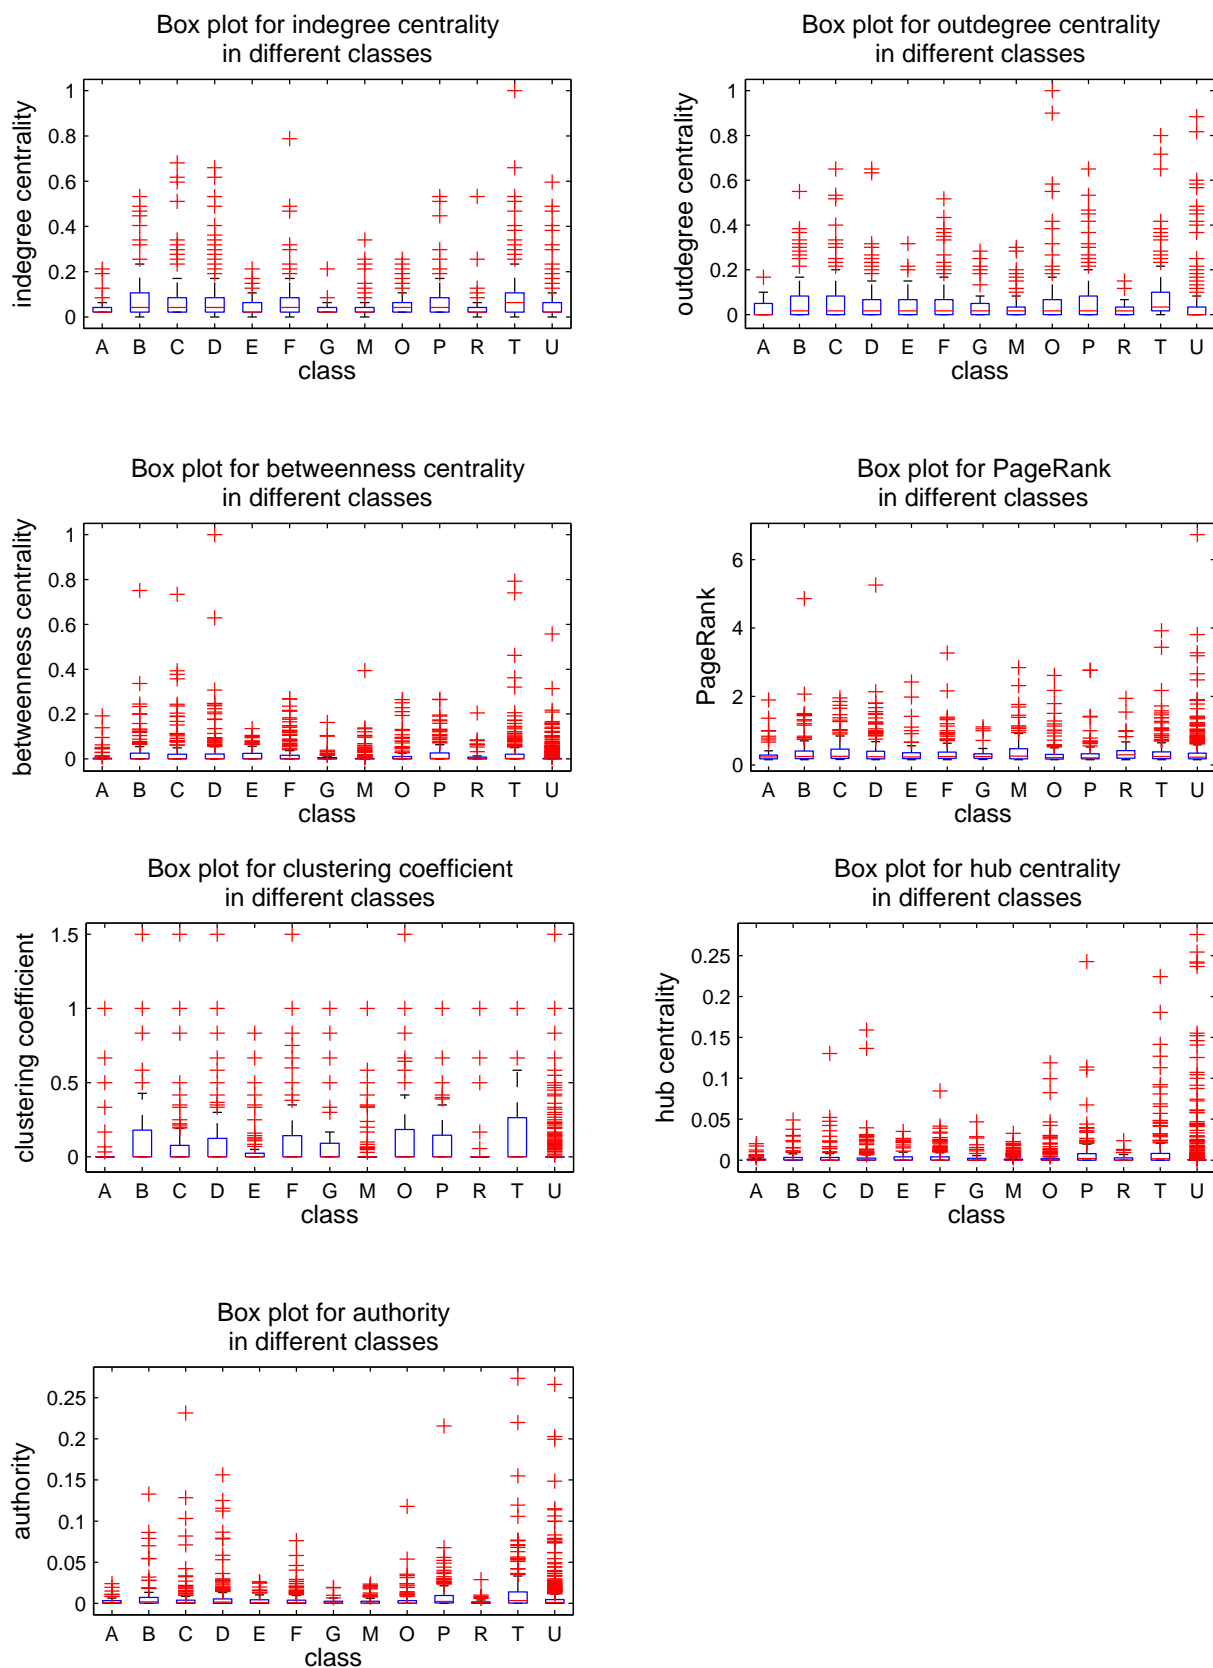 Box plot for indegree centrality
in different classes
indegree centrality
1
0.8
0.6
0.4
0.2
0
A B C D E F G M O P R T U
class
Box plot for outdegree centrality
in different classes
outdegree centrality
1
0.8
0.6
0.4
0.2
0
A B C D E F G M O P R T U
class
Box plot for betweenness centrality
in different classes
betweenness centrality
1
0.8
0.6
0.4
0.2
0
A B C D E F G M O P R T U
class
Box plot for PageRank
in different classes
PageRank
6
4
2
0
A B C D E F G M O P R T U
class
Box plot for clustering coefficient
in different classes
clustering coefficient
1.5
1
0.5
0
A B C D E F G M O P R T U
class
Box plot for hub centrality
in different classes
hub centrality
0.25
0.2
0.15
0.1
0.05
0
A B C D E F G M O P R T U
class
Box plot for authority
in different classes
authority
0.25
0.2
0.15
0.1
0.05
0
A B C D E F G M O P R T U
class